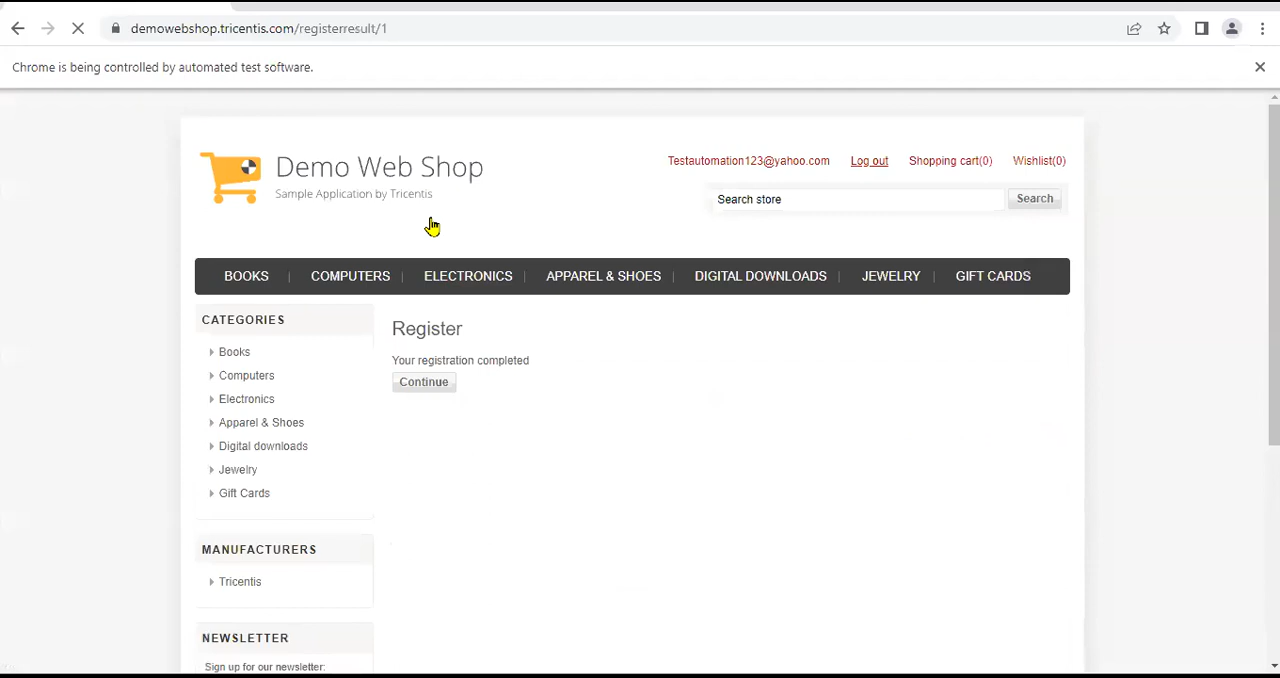 demowebshop.tricentis.com/registerresult/1
Chrome is being controlled by automated test software.
Demo Web Shop
Sample Application by Tricentis
Testautomation123@yahoo.com Log out Shopping cart(0) Wishlist(0)
Search store Search
BOOKS | COMPUTERS | ELECTRONICS | APPAREL & SHOES | DIGITAL DOWNLOADS | JEWELRY | GIFT CARDS
CATEGORIES
Books
Computers
Electronics
Apparel & Shoes
Digital downloads
Jewelry
Gift Cards
MANUFACTURERS
Tricentis
NEWSLETTER
Sign up for our newsletter:
Register
Your registration completed
Continue